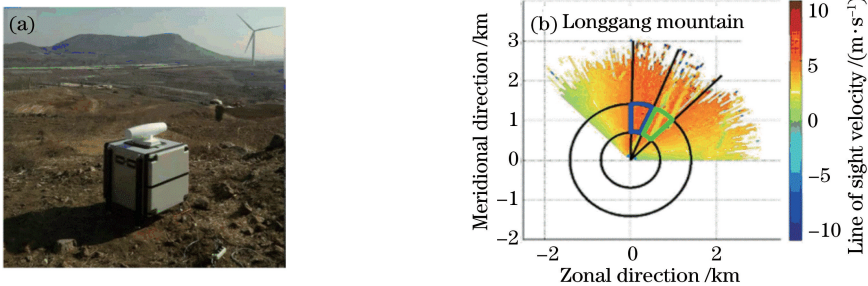 (a)
(b) Longgang mountain
Meridional direction /km
3
2
1
0
−1
−2
−2 0 2
Zonal direction /km
10
5
0
−5
−10
Line of sight velocity /(m·s⁻¹)